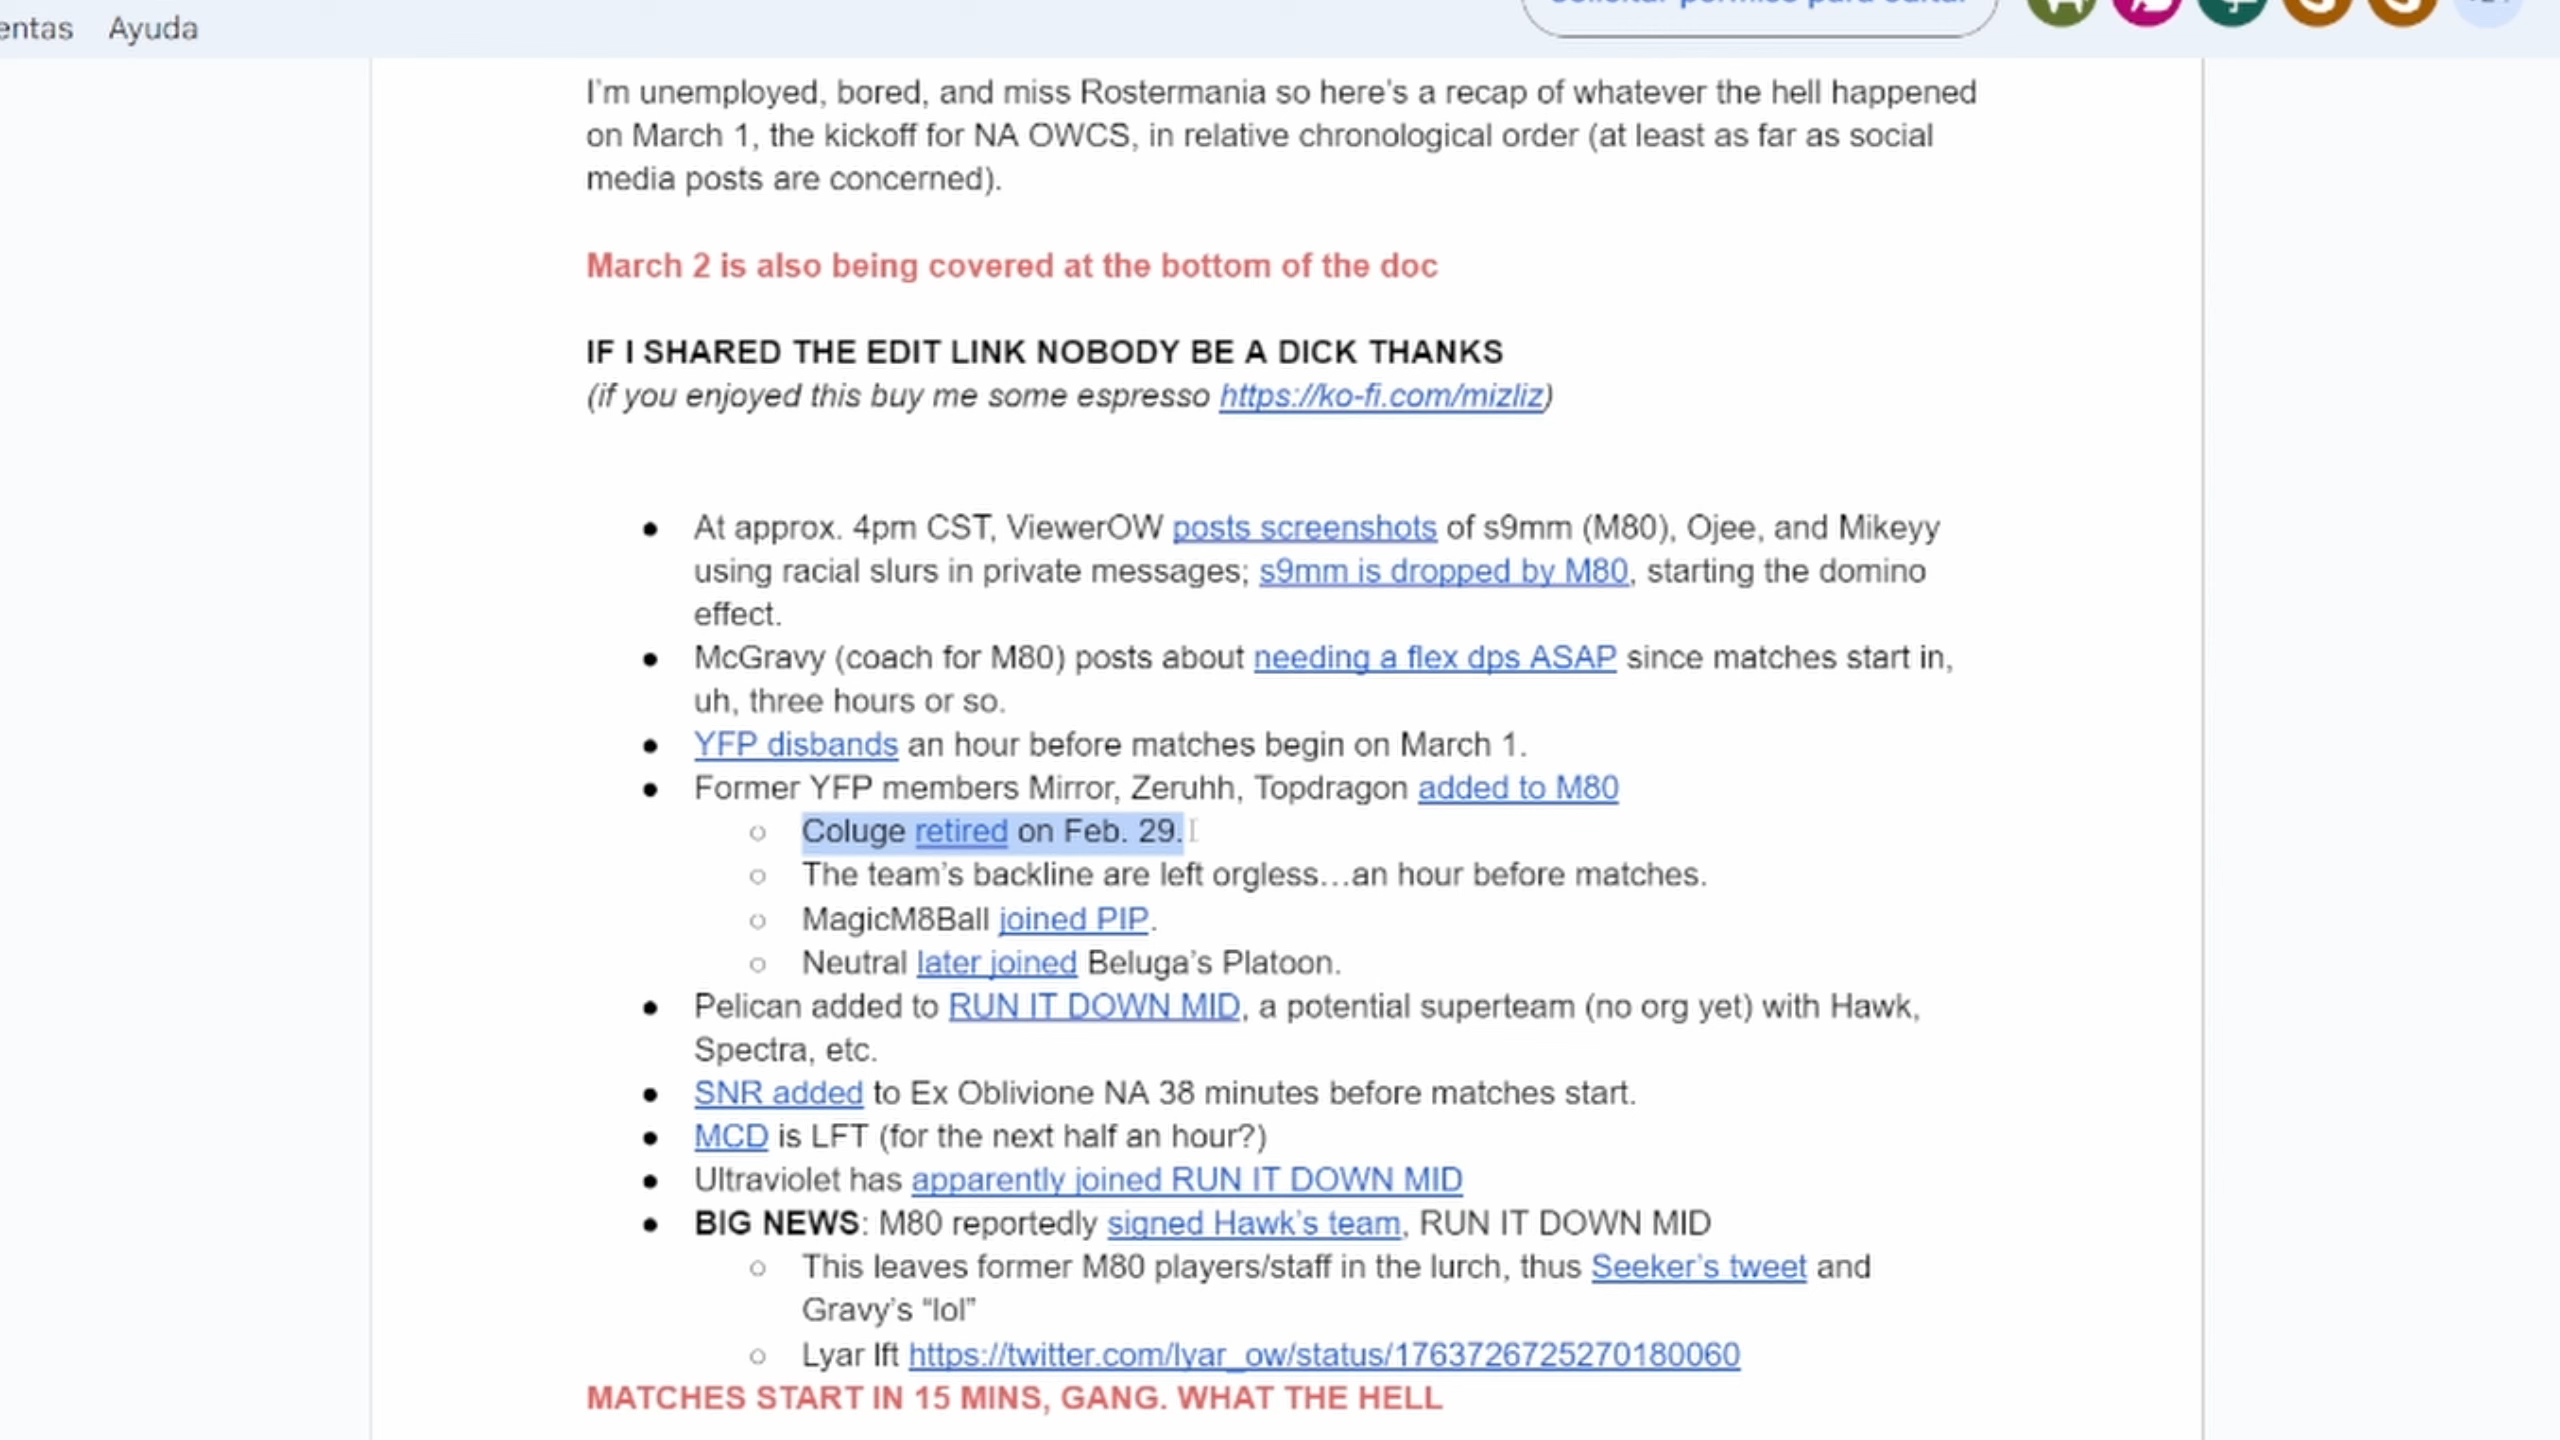 Ayuda
I'm unemployed, bored, and miss Rostermania so here's a recap of whatever the hell happened
on March 1, the kickoff for NA OWCS, in relative chronological order (at least as far as social
media posts are concerned).
March 2 is also being covered at the bottom of the doc
IF I SHARED THE EDIT LINK NOBODY BE A DICK THANKS
(if you enjoyed this buy me some espresso https://ko-fi.com/mizliz)
● At approx. 4pm CST, ViewerOW posts screenshots of s9mm (M80), Ojee, and Mikeyy
using racial slurs in private messages; s9mm is dropped by M80, starting the domino
effect.
● McGravy (coach for M80) posts about needing a flex dps ASAP since matches start in,
uh, three hours or so.
● YFP disbands an hour before matches begin on March 1.
● Former YFP members Mirror, Zeruhh, Topdragon added to M80
○ Coluge retired on Feb. 29.
○ The team's backline are left orgless…an hour before matches.
○ MagicM8Ball joined PIP.
○ Neutral later joined Beluga's Platoon.
● Pelican added to RUN IT DOWN MID, a potential superteam (no org yet) with Hawk,
Spectra, etc.
● SNR added to Ex Oblivione NA 38 minutes before matches start.
● MCD is LFT (for the next half an hour?)
● Ultraviolet has apparently joined RUN IT DOWN MID
● BIG NEWS: M80 reportedly signed Hawk's team, RUN IT DOWN MID
○ This leaves former M80 players/staff in the lurch, thus Seeker's tweet and
Gravy's “lol”
○ Lyar lft https://twitter.com/lyar_ow/status/1763726725270180060
MATCHES START IN 15 MINS, GANG. WHAT THE HELL